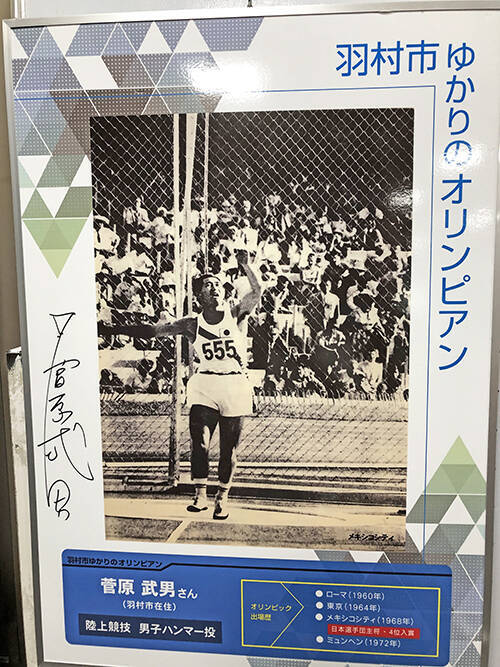 羽村市
ゆかりのオリンピアン
555
菅原武男
メキシコシティ
羽村市ゆかりのオリンピアン
菅原 武男さん
(羽村市在住)
陸上競技 男子ハンマー投
オリンピック
出場歴
● ローマ(1960年)
● 東京(1964年)
● メキシコシティ(1968年)
日本選手団主将・4位入賞
● ミュンヘン(1972年)